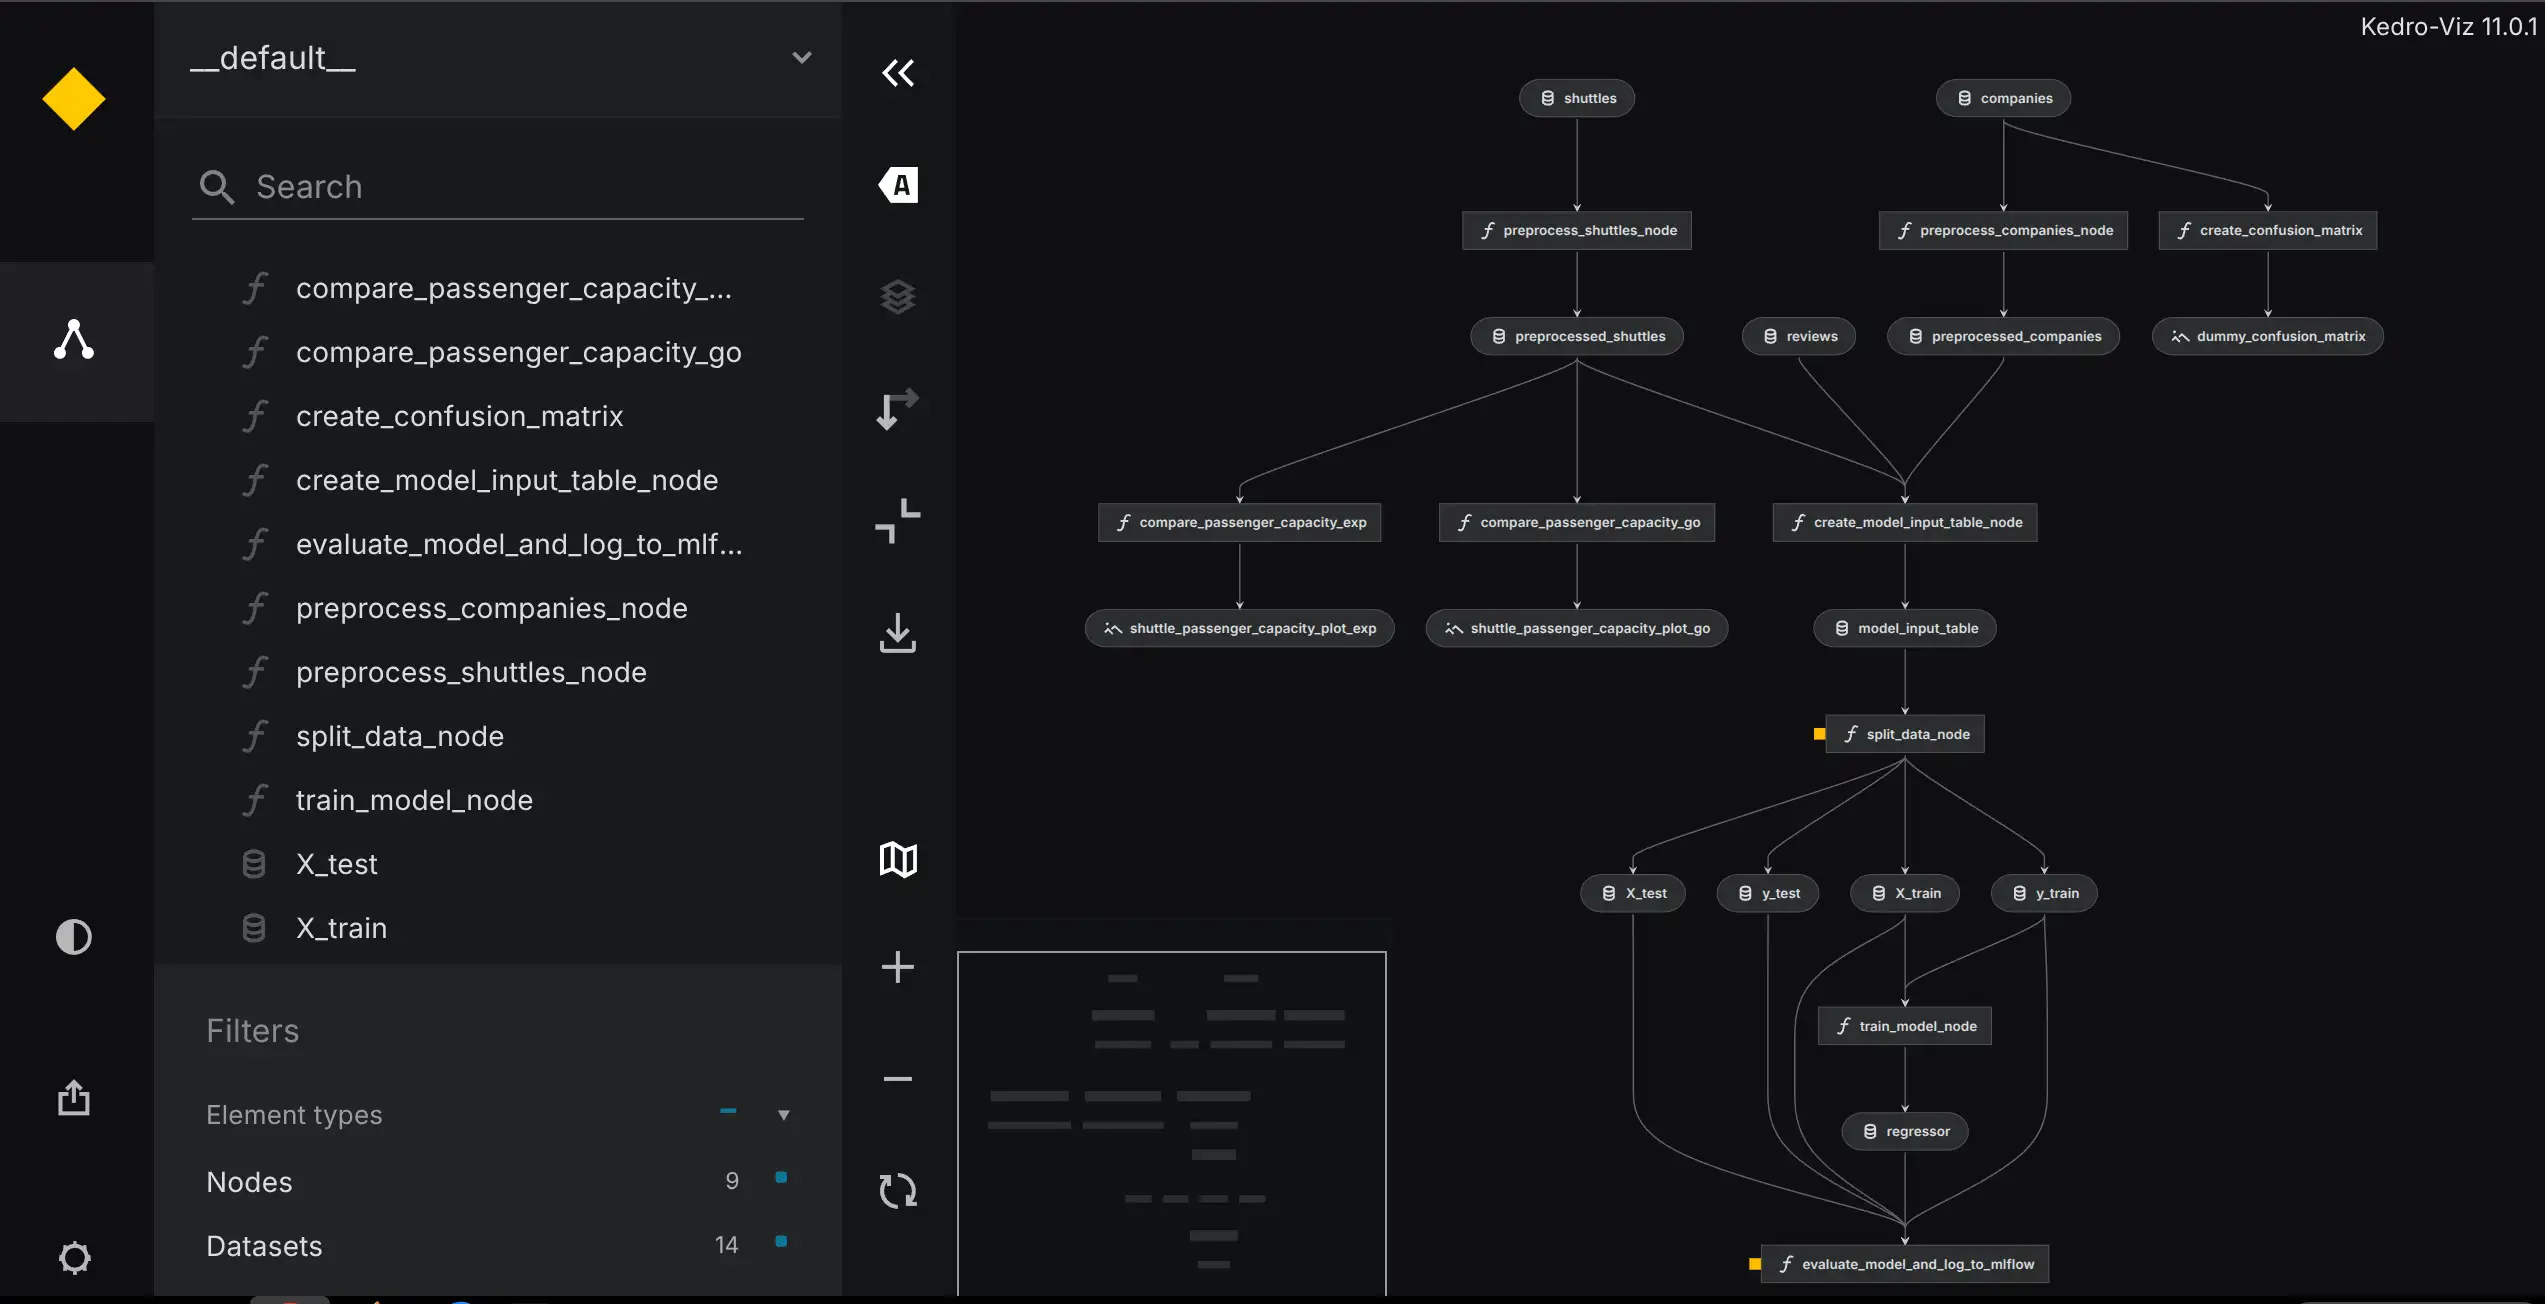 Kedro-Viz 11.0.1
__default__
Search
compare_passenger_capacity_...
compare_passenger_capacity_go
create_confusion_matrix
create_model_input_table_node
evaluate_model_and_log_to_mlf...
preprocess_companies_node
preprocess_shuttles_node
split_data_node
train_model_node
X_test
X_train
Filters
Element types
Nodes 9
Datasets 14
A
shuttles companies
preprocess_shuttles_node preprocess_companies_node create_confusion_matrix
preprocessed_shuttles reviews preprocessed_companies dummy_confusion_matrix
compare_passenger_capacity_exp compare_passenger_capacity_go create_model_input_table_node
shuttle_passenger_capacity_plot_exp shuttle_passenger_capacity_plot_go model_input_table
split_data_node
X_test y_test X_train y_train
train_model_node
regressor
evaluate_model_and_log_to_mlflow